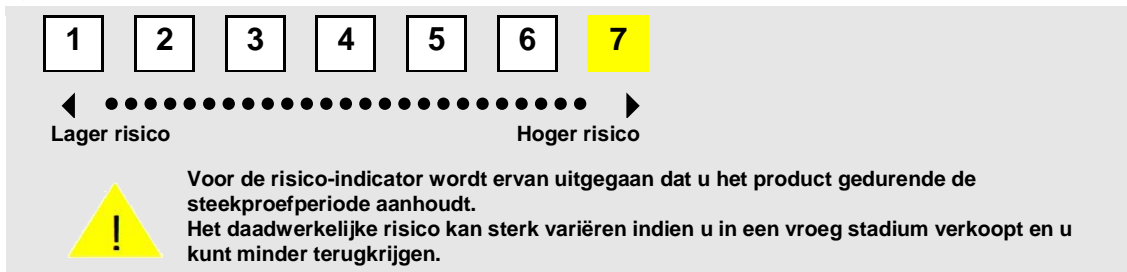 1 2 3 4 5 6 7
Lager risico Hoger risico
! Voor de risico-indicator wordt ervan uitgegaan dat u het product gedurende de
steekproefperiode aanhoudt.
Het daadwerkelijke risico kan sterk variëren indien u in een vroeg stadium verkoopt en u
kunt minder terugkrijgen.